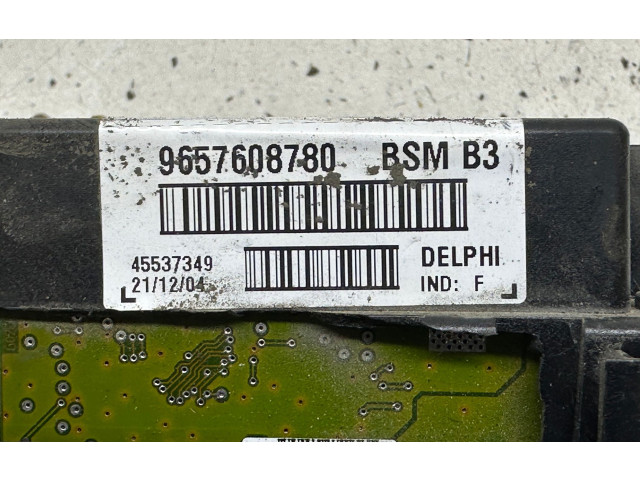 9657608780 BSM B3
45537349
21/12/04
DELPHI
IND: F